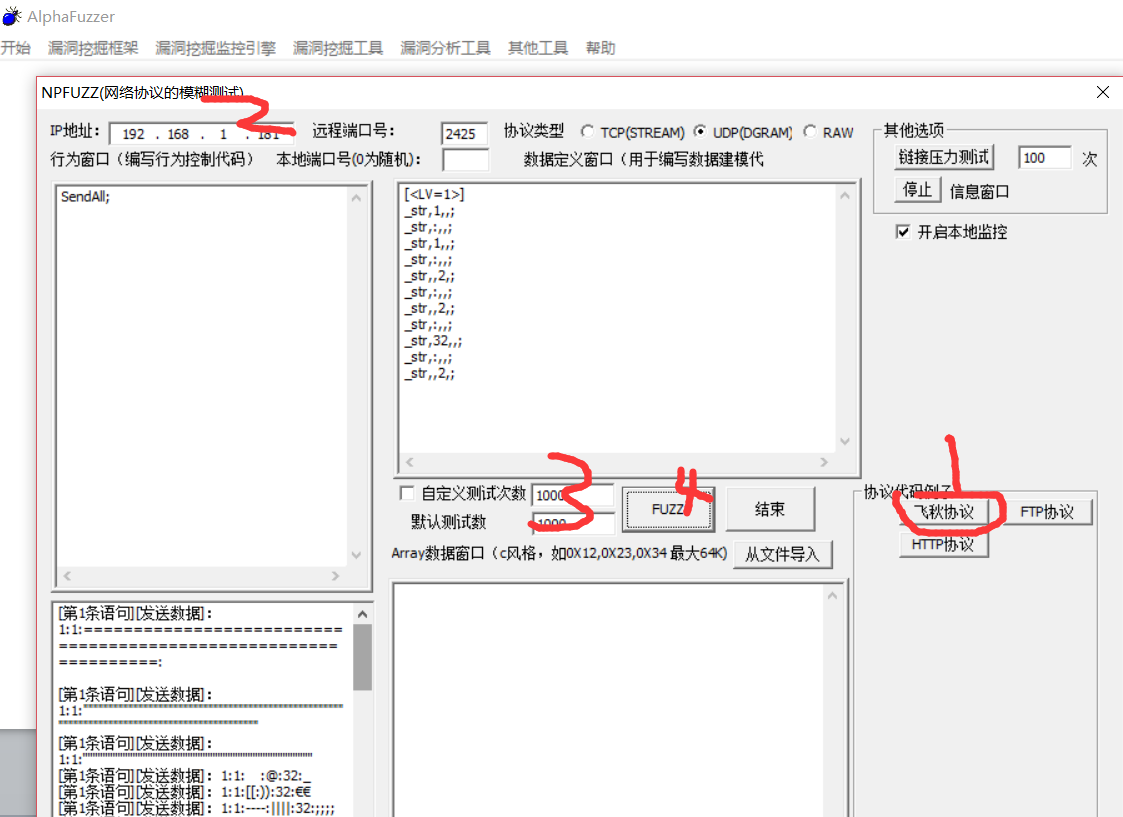 AlphaFuzzer
开始 漏洞挖掘框架 漏洞挖掘监控引擎 漏洞挖掘工具 漏洞分析工具 其他工具 帮助
NPFUZZ(网络协议的模糊测试)
2
IP地址: 192 . 168 . 1 . 181 远程端口号: 2425 协议类型 TCP(STREAM) UDP(DGRAM) RAW
行为窗口（编写行为控制代码） 本地端口号(0为随机): 数据定义窗口（用于编写数据建模代
其他选项
链接压力测试 100 次
停止 信息窗口
开启本地监控
SendAll;
[<LV=1>]
_str,1,,;
_str,:,,;
_str,1,,;
_str,:,,;
_str,,2,;
_str,:,,;
_str,,2,;
_str,:,,;
_str,32,,;
_str,:,,;
_str,,2,;
3
4
1
自定义测试次数 1000
默认测试数 1000
FUZZ 结束
Array数据窗口（c风格，如0X12,0X23,0X34 最大64K) 从文件导入
协议代码例子
飞秋协议 FTP协议
HTTP协议
[第1条语句][发送数据]:
1:1:==========================
============================
==========:
[第1条语句][发送数据]:
1:1:
[第1条语句][发送数据]:
1:1:
[第1条语句][发送数据]: 1:1: :@:32:_
[第1条语句][发送数据]: 1:1:[[:)):32:€€
[第1条语句][发送数据]: 1:1:----:||||:32:;;;;